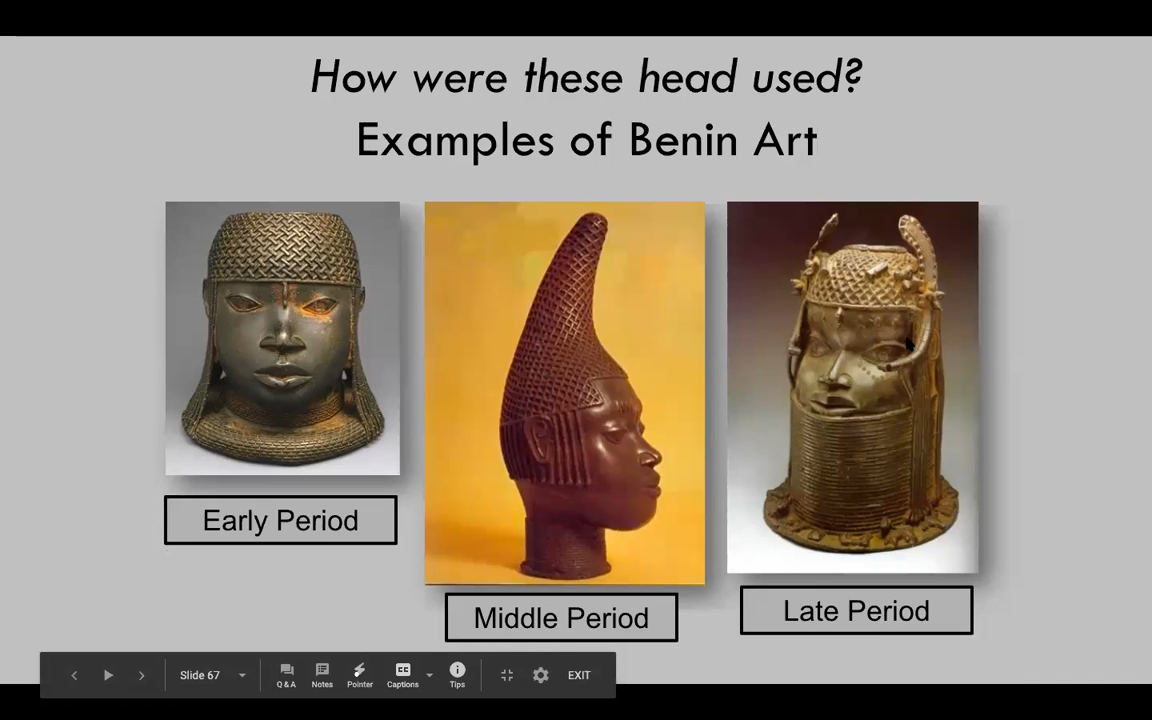 How were these head used?
Examples of Benin Art
Early Period
Middle Period
Late Period
Slide 67
Q & A
Notes
Pointer
CC
Captions
Tips
EXIT